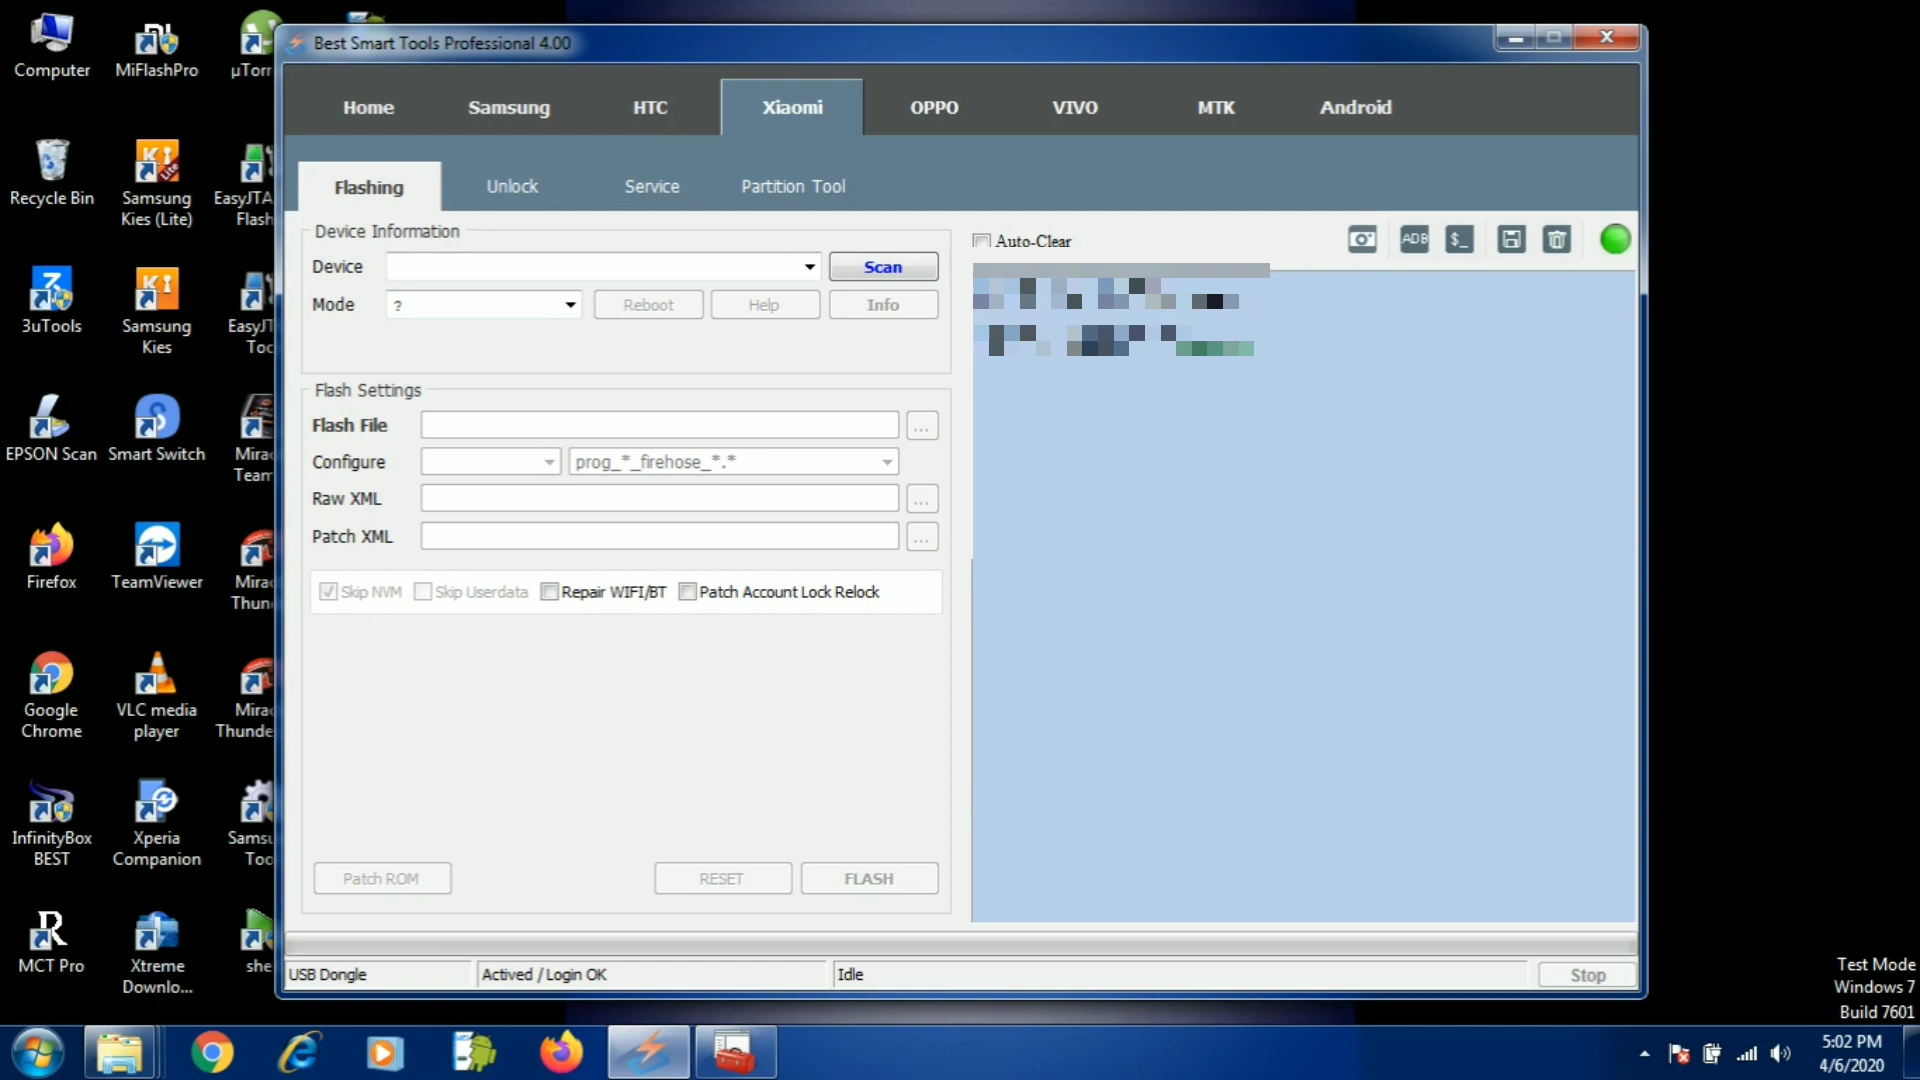 Computer
MiFlashPro
µTorr
Recycle Bin
Samsung
Kies (Lite)
EasyJTA
Flash
3uTools
Samsung
Kies
EasyJT
Toc
EPSON Scan
Smart Switch
Mirac
Team
Firefox
TeamViewer
Mirac
Thun
Google
Chrome
VLC media
player
Mirac
Thunde
InfinityBox
BEST
Xperia
Companion
Samsu
Too
MCT Pro
Xtreme
Downlo...
she
Best Smart Tools Professional 4.00
Home Samsung HTC Xiaomi OPPO VIVO MTK Android
Flashing Unlock Service Partition Tool
Device Information
Device Scan
Mode ? Reboot Help Info
Flash Settings
Flash File ...
Configure prog_*_firehose_*.*
Raw XML ...
Patch XML ...
Skip NVM Skip Userdata Repair WIFI/BT Patch Account Lock Relock
Patch ROM RESET FLASH
Auto-Clear ADB $_
USB Dongle Actived / Login OK Idle Stop
Test Mode
Windows 7
Build 7601
5:02 PM
4/6/2020